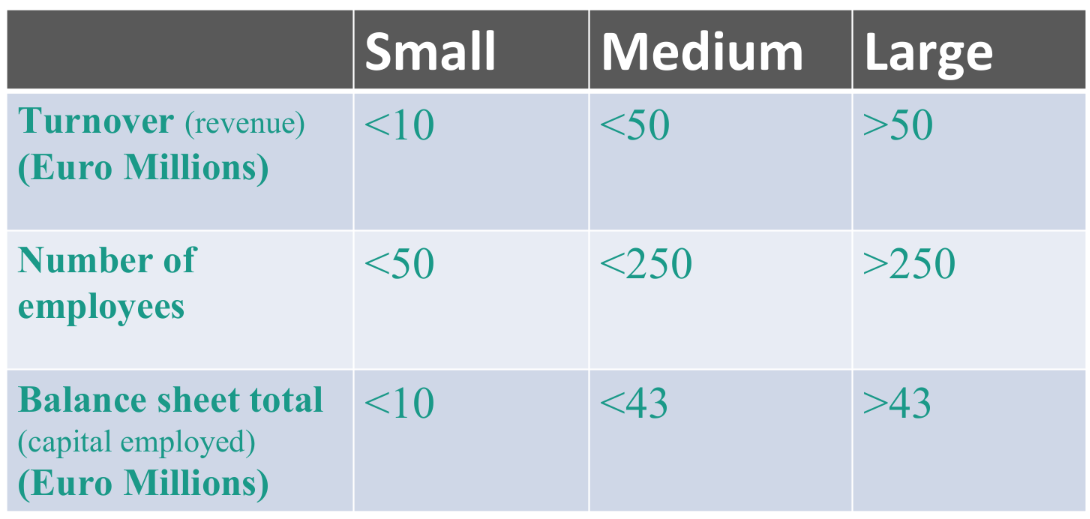 Small Medium Large
Turnover (revenue) <10 <50 >50
(Euro Millions)
Number of <50 <250 >250
employees
Balance sheet total <10 <43 >43
(capital employed)
(Euro Millions)